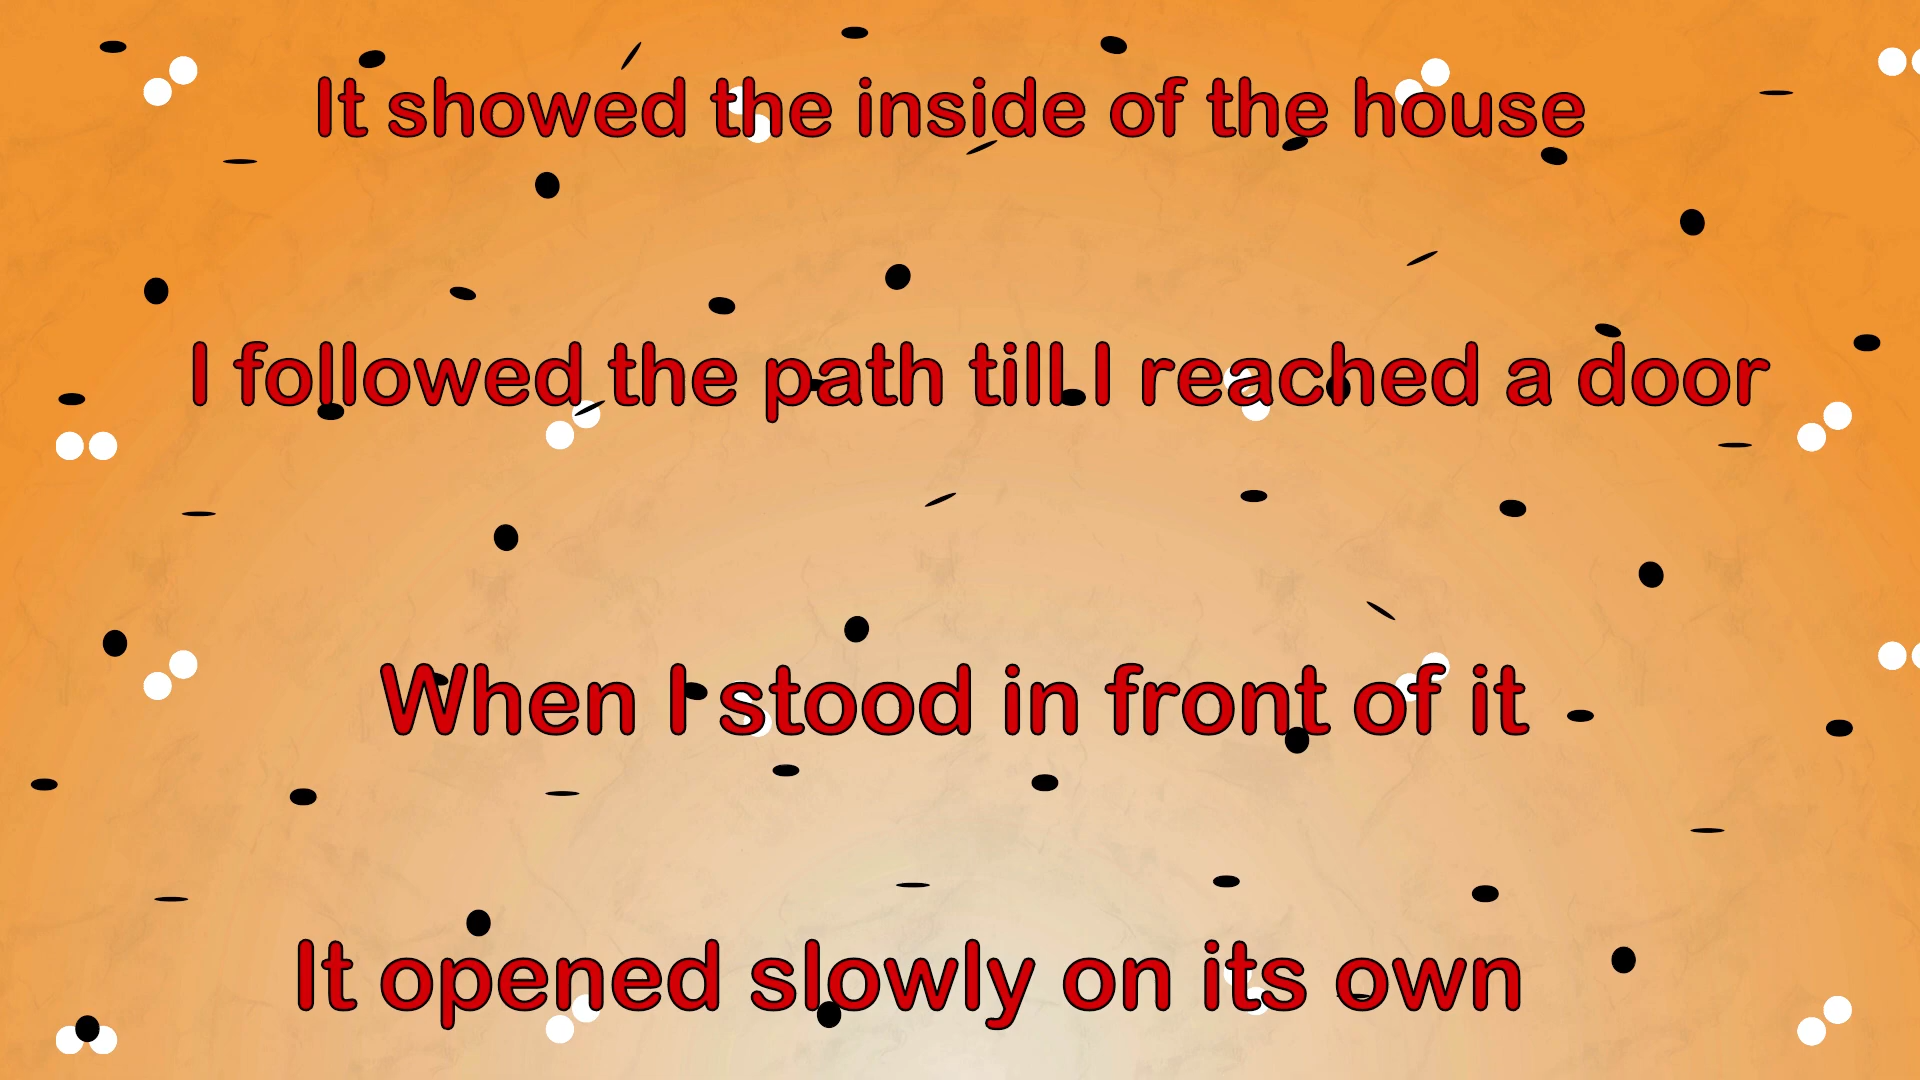 It showed the inside of the house
I followed the path till I reached a door
When I stood in front of it
It opened slowly on its own